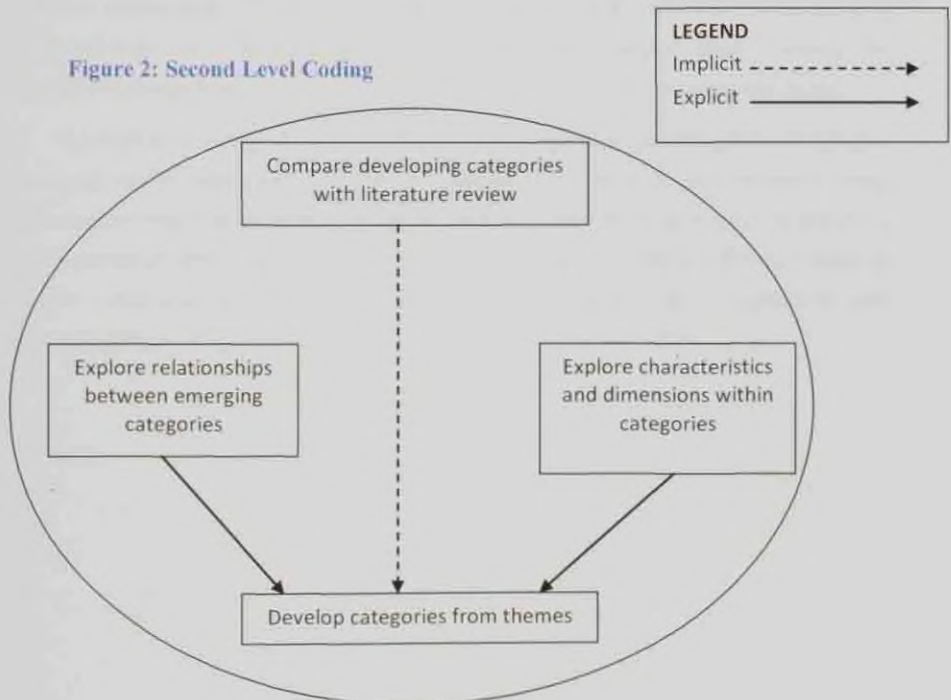 LEGEND
Implicit
Explicit
Figure 2: Second Level Coding
Compare developing categories
with literature review
Explore relationships
between emerging
categories
Explore characteristics
and dimensions within
categories
Develop categories from themes